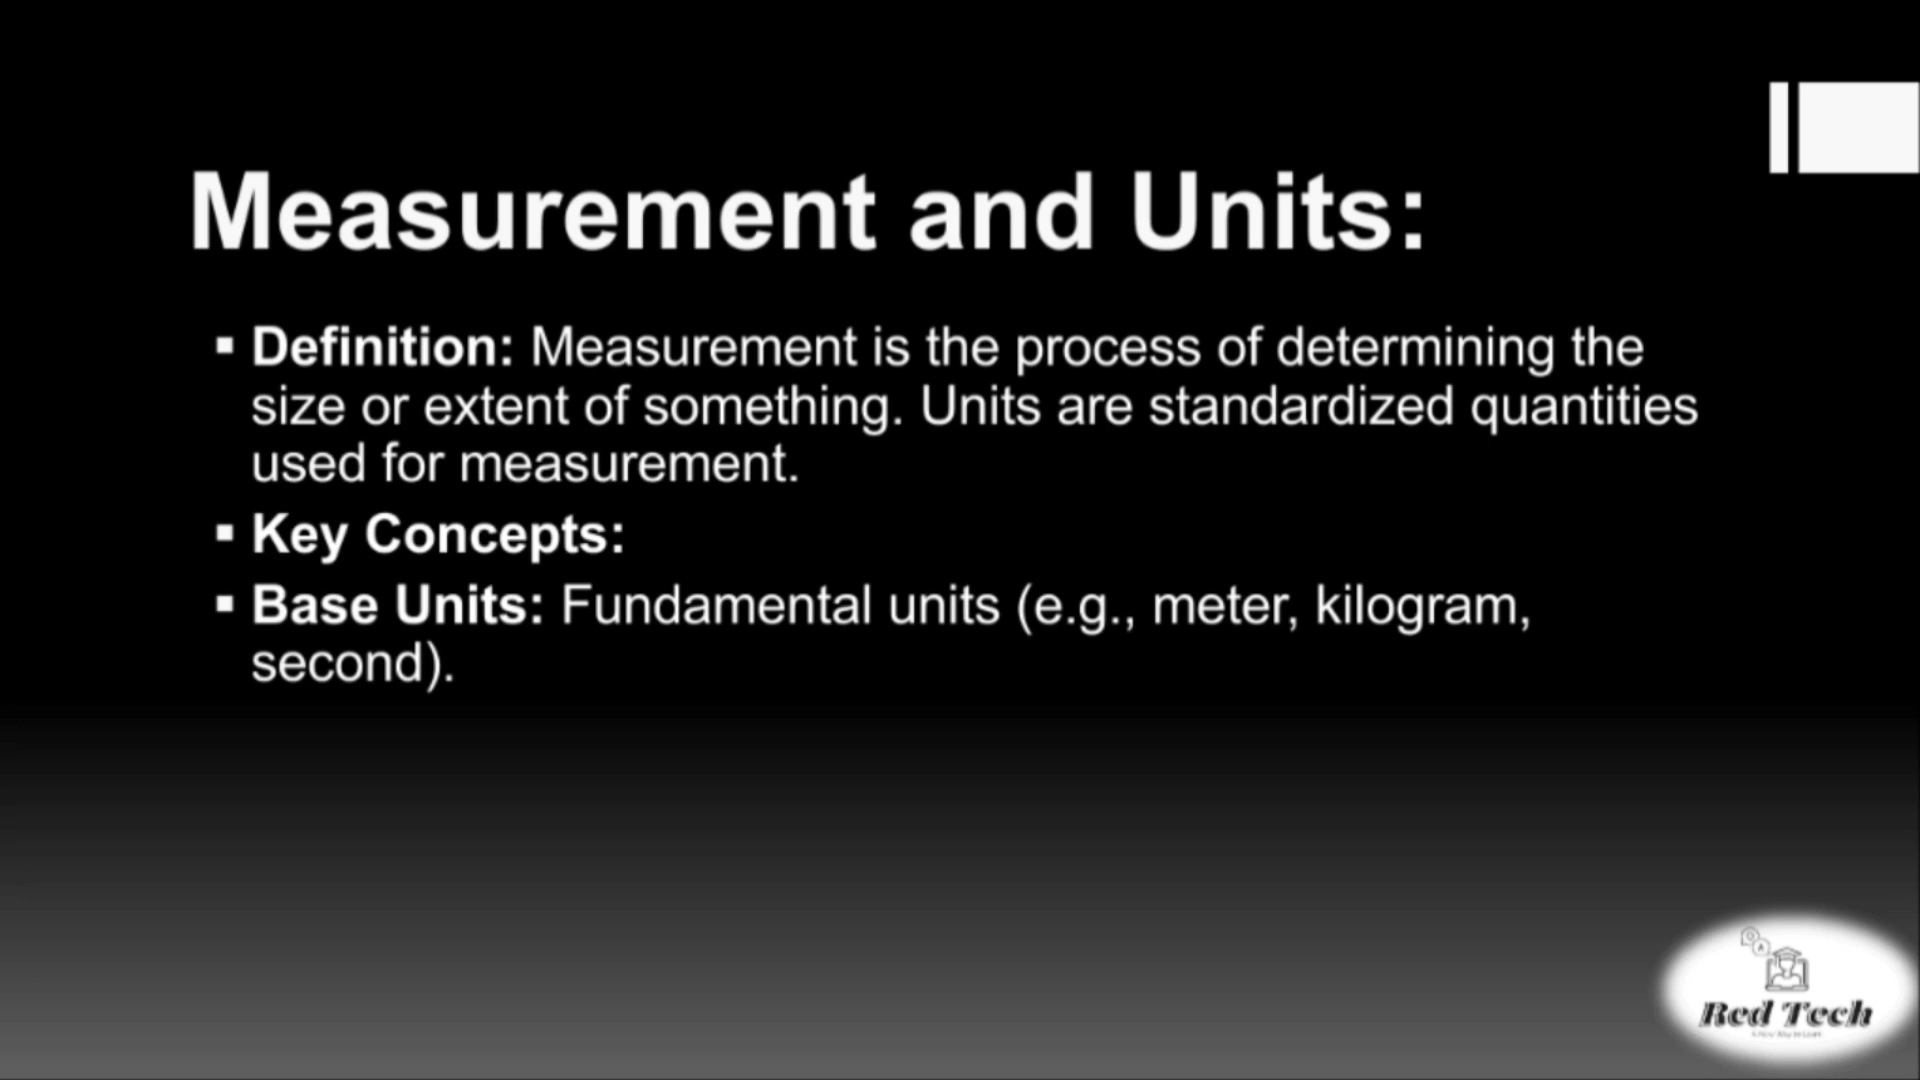 Measurement and Units:
▪ Definition: Measurement is the process of determining the
size or extent of something. Units are standardized quantities
used for measurement.
▪ Key Concepts:
▪ Base Units: Fundamental units (e.g., meter, kilogram,
second).
Q
A
Red Tech